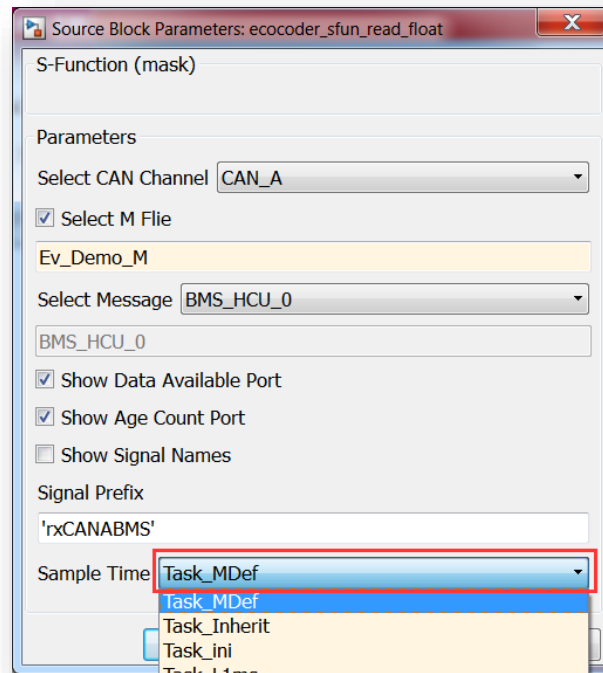 Source Block Parameters: ecocoder_sfun_read_float
S-Function (mask)
Parameters
Select CAN Channel CAN_A
Select M Flie
Ev_Demo_M
Select Message BMS_HCU_0
BMS_HCU_0
Show Data Available Port
Show Age Count Port
Show Signal Names
Signal Prefix
'rxCANABMS'
Sample Time Task_MDef
Task_MDef
Task_Inherit
Task_ini